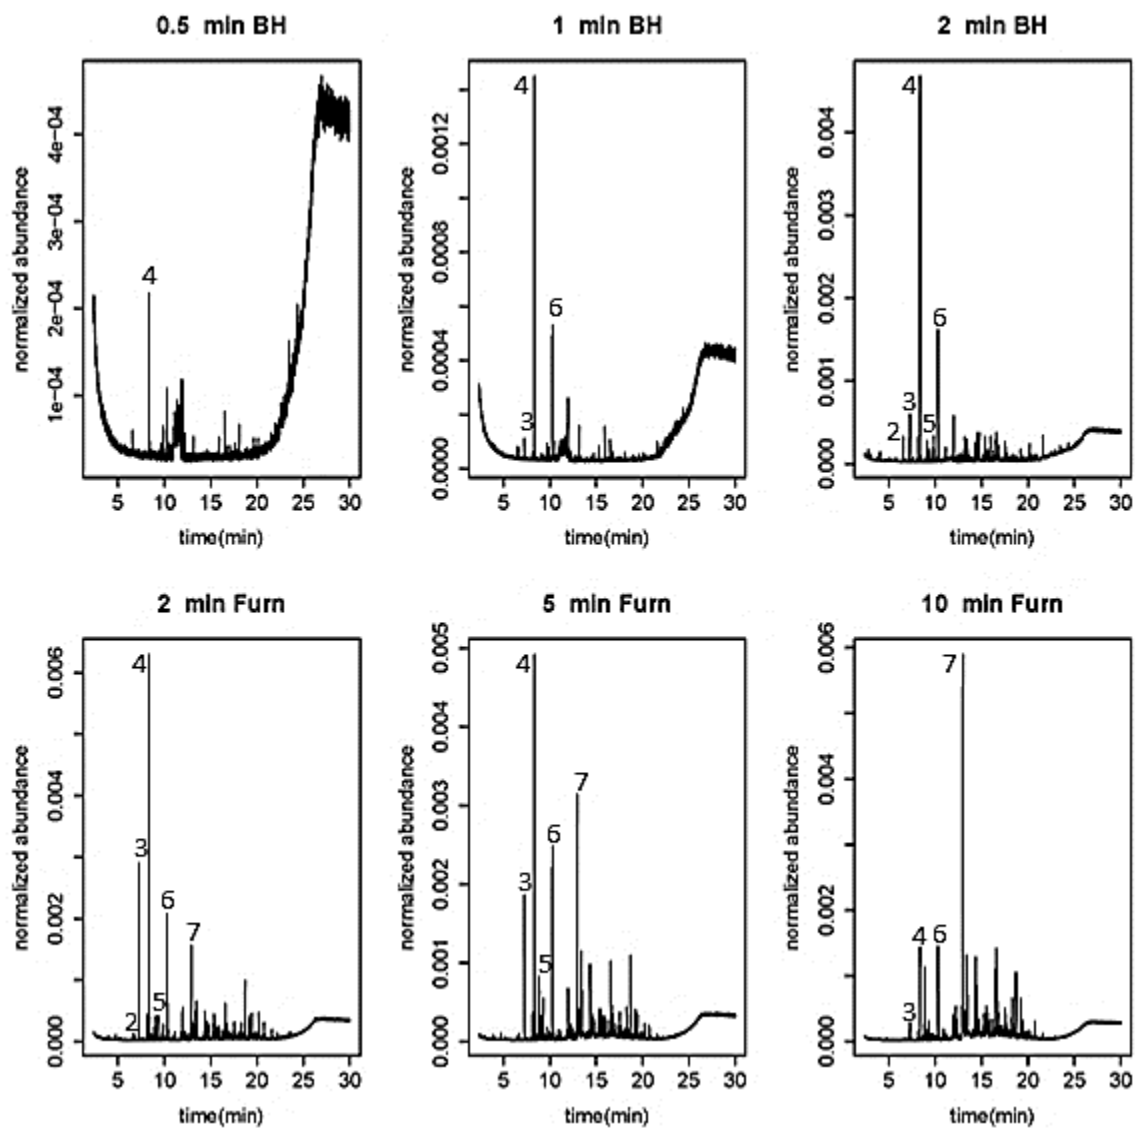 0.5 min BH
1 min BH
2 min BH
normalized abundance
4e-04
3e-04
2e-04
1e-04
4
5 10 15 20 25 30
time(min)
normalized abundance
0.0012
0.0008
0.0004
0.0000
4
6
3
5 10 15 20 25 30
time(min)
normalized abundance
0.004
0.003
0.002
0.001
0.000
4
6
3
2
5
5 10 15 20 25 30
time(min)
2 min Furn
5 min Furn
10 min Furn
normalized abundance
0.006
0.004
0.002
0.000
4
3
6
7
5
2
5 10 15 20 25 30
time(min)
normalized abundance
0.005
0.004
0.003
0.002
0.001
0.000
4
7
6
3
5
5 10 15 20 25 30
time(min)
normalized abundance
0.006
0.004
0.002
0.000
7
4
6
3
5 10 15 20 25 30
time(min)